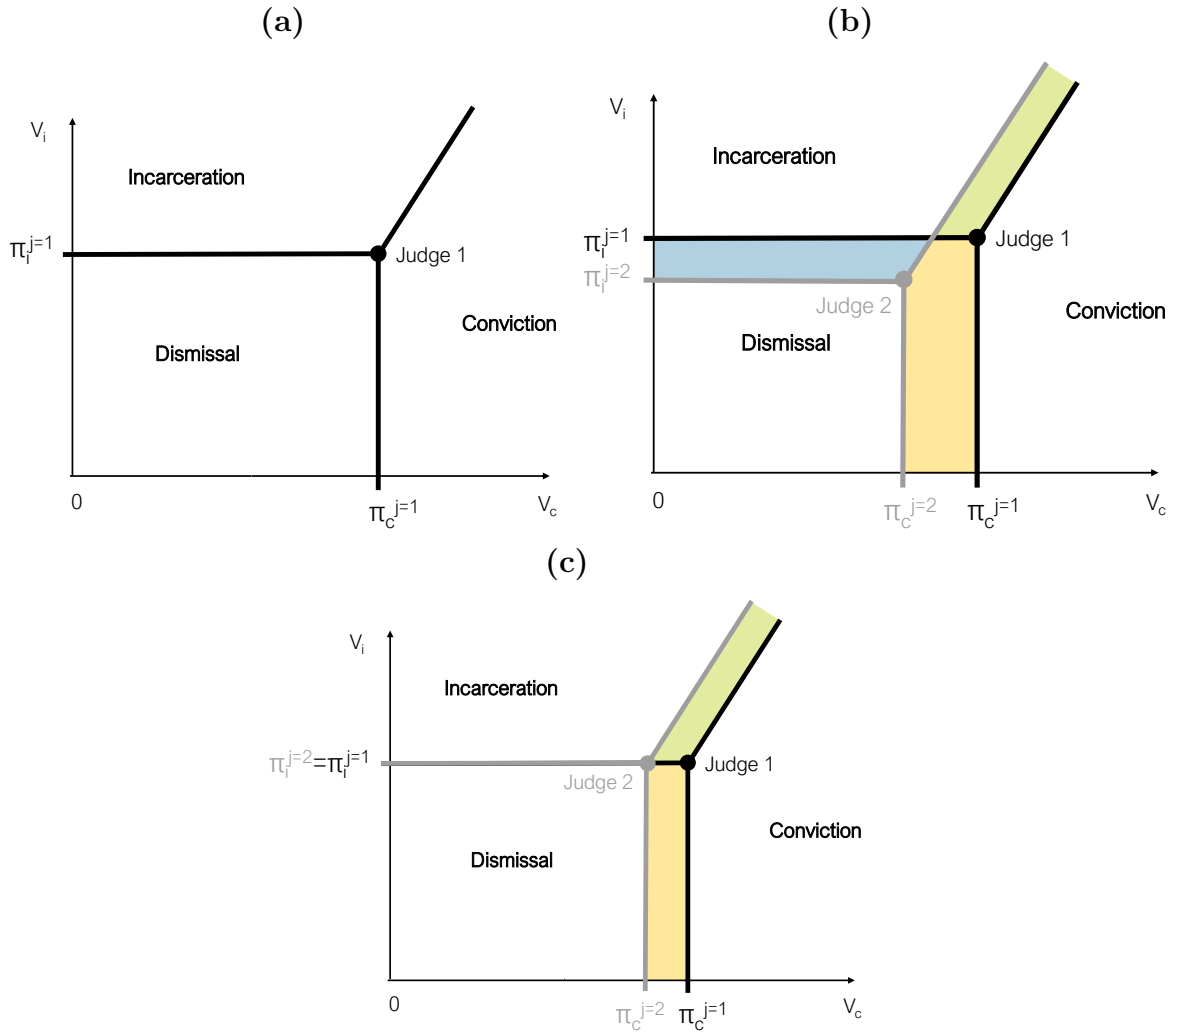 (a)
V_i
Incarceration
π_i^{j=1}
Judge 1
Conviction
Dismissal
0
π_c^{j=1}
V_c
(b)
V_i
Incarceration
π_i^{j=1}
Judge 1
π_i^{j=2}
Judge 2
Conviction
Dismissal
0
π_c^{j=2}
π_c^{j=1}
V_c
(c)
V_i
Incarceration
π_i^{j=2}=π_i^{j=1}
Judge 1
Judge 2
Conviction
Dismissal
0
π_c^{j=2}
π_c^{j=1}
V_c